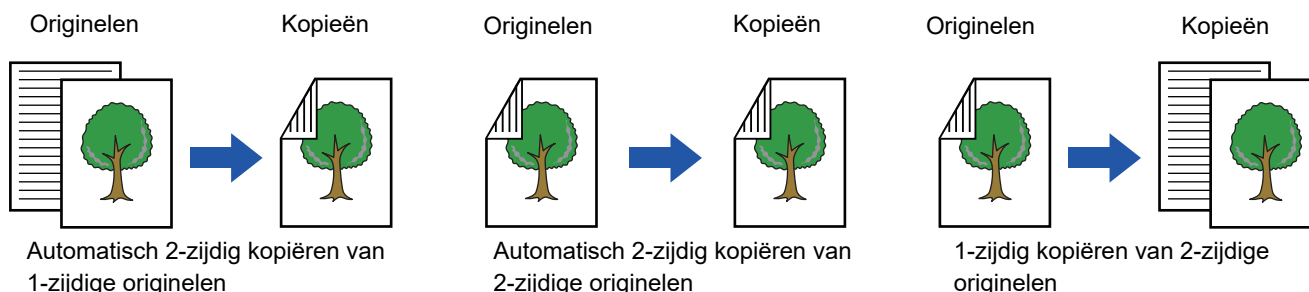 Originelen
Kopieën
Originelen
Kopieën
Originelen
Kopieën
Automatisch 2-zijdig kopiëren van
1-zijdige originelen
Automatisch 2-zijdig kopiëren van
2-zijdige originelen
1-zijdig kopiëren van 2-zijdige
originelen